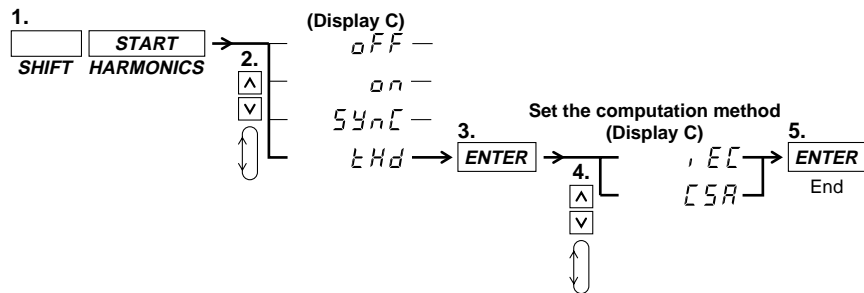 1.
START
SHIFT HARMONICS
2.
(Display C)
oFF
on
SYnC
tHd
3.
ENTER
Set the computation method
(Display C)
4.
iEC
CSA
5.
ENTER
End